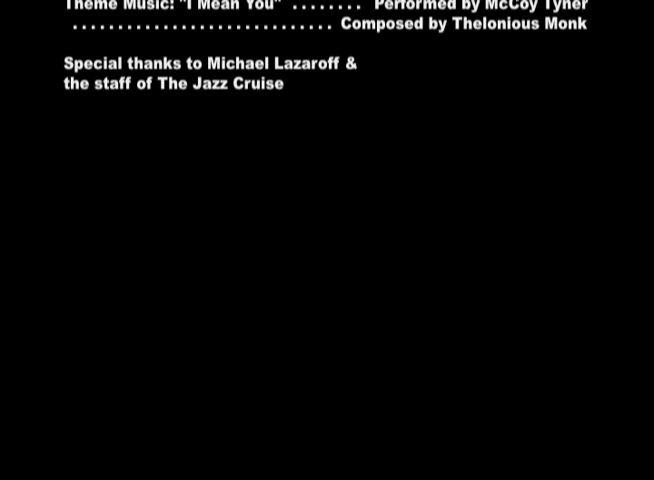 Theme Music: "I Mean You" ........ Performed by McCoy Tyner
.............................. Composed by Thelonious Monk
Special thanks to Michael Lazaroff &
the staff of The Jazz Cruise